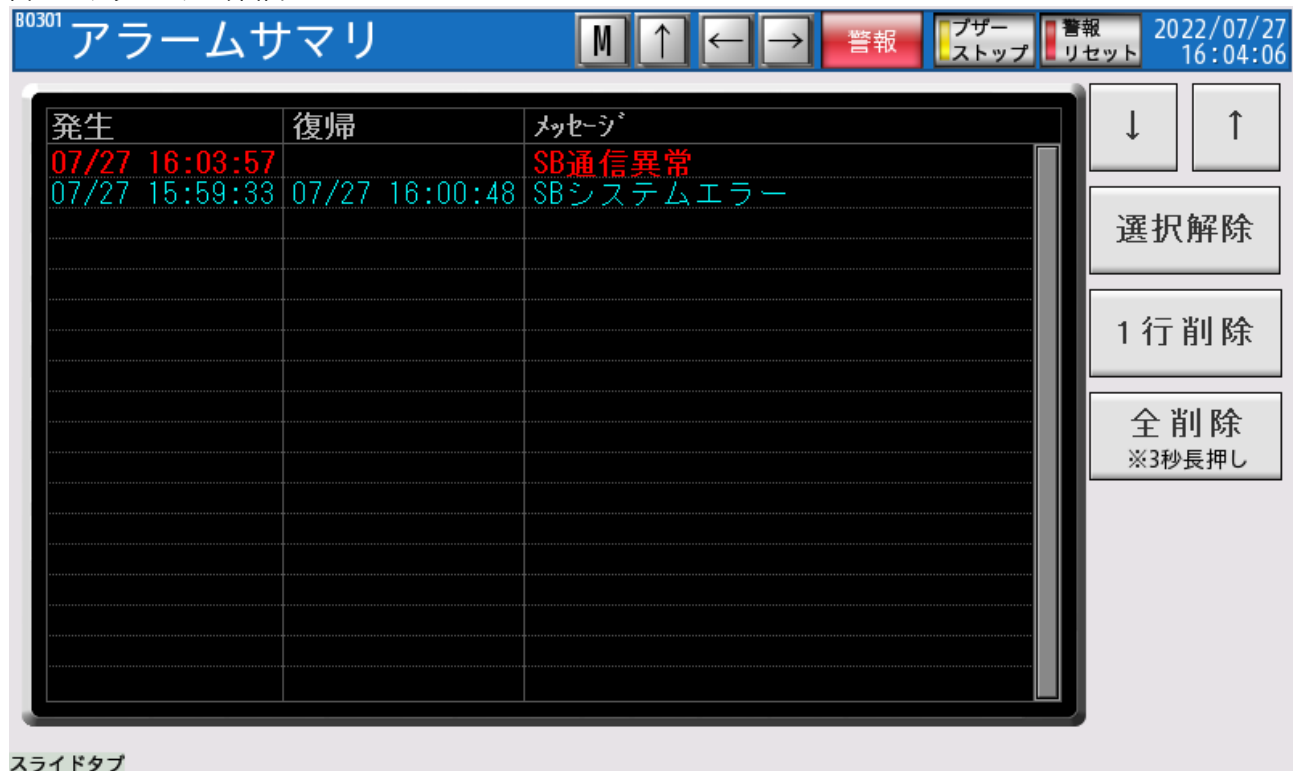 B0301 アラームサマリ M ↑ ← → 警報 ブザー ストップ 警報 リセット 2022/07/27 16:04:06
発生 復帰 ﾒｯｾｰｼﾞ
07/27 16:03:57 SB通信異常
07/27 15:59:33 07/27 16:00:48 SBシステムエラー
↓ ↑
選択解除
1行削除
全削除
※3秒長押し
スライドタブ